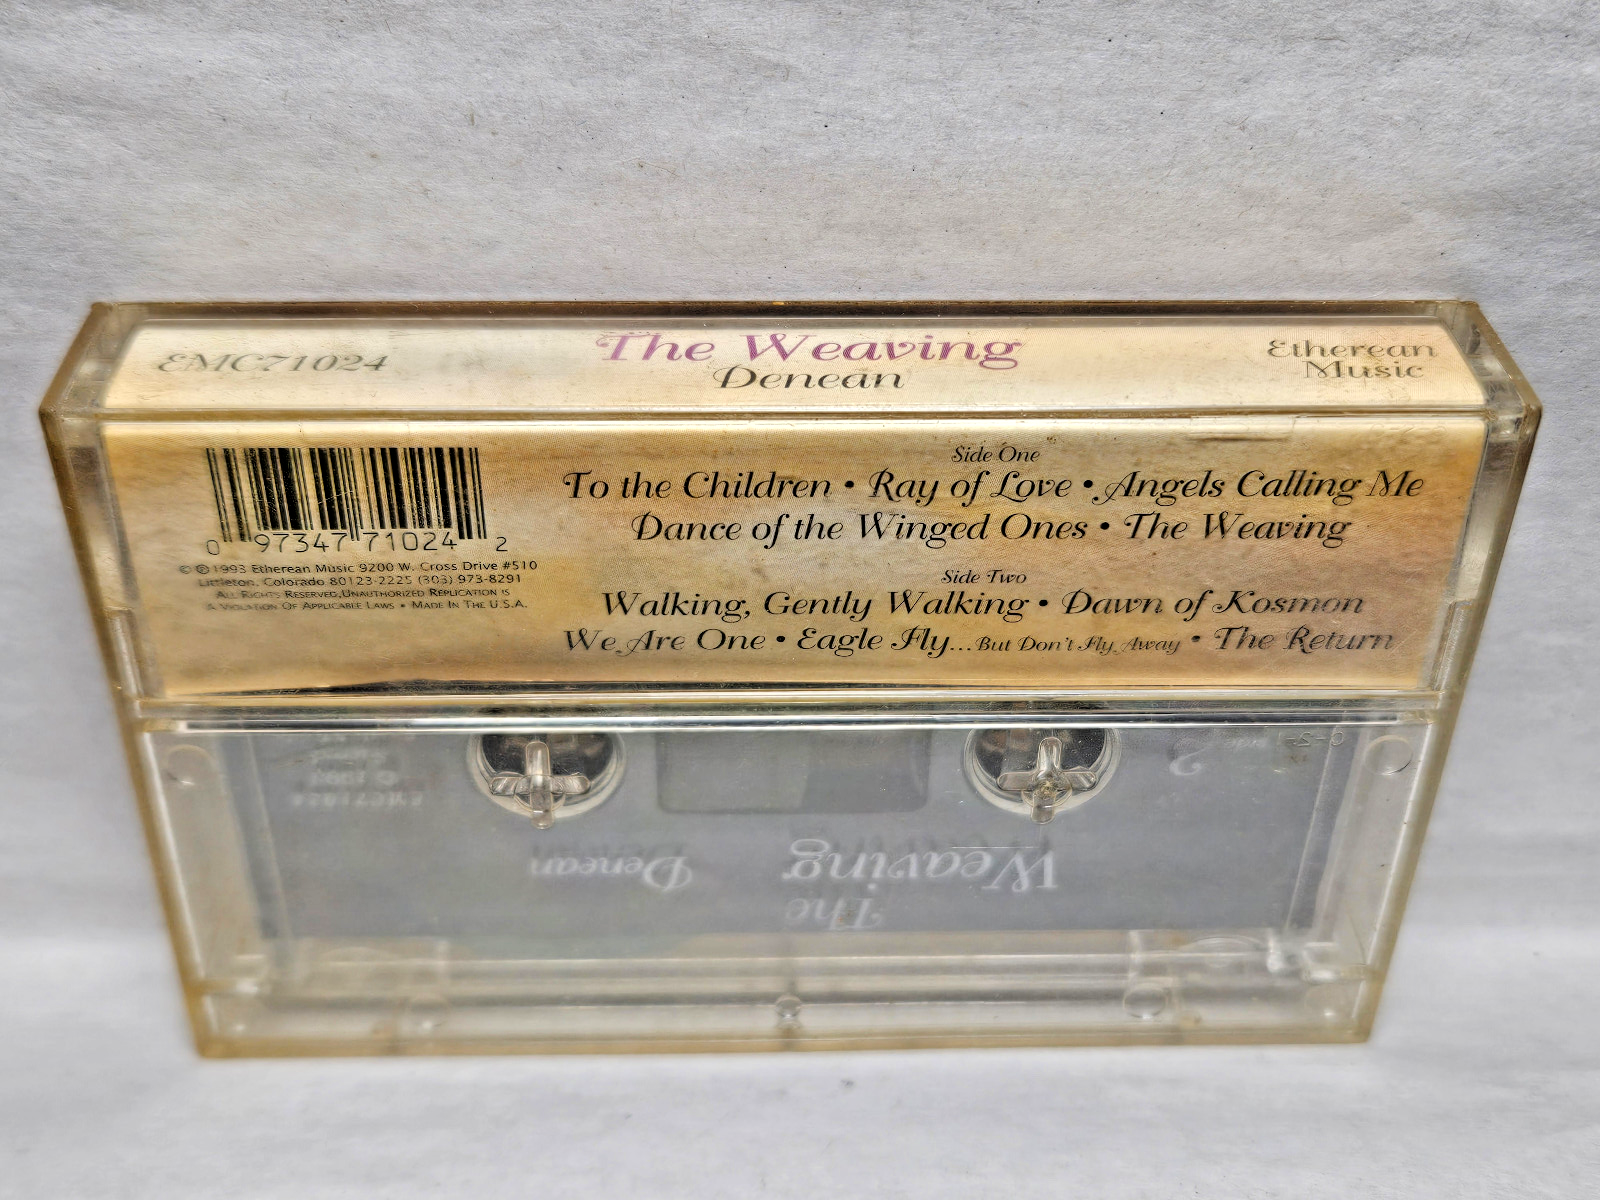 EMC71024
The Weaving
Denean
Etherean
Music
0 97347 71024 2
© ℗ 1993 Etherean Music 9200 W. Cross Drive #510
Littleton, Colorado 80123-2225 (303) 973-8291
All Rights Reserved, Unauthorized Replication is
A Violation Of Applicable Laws • Made In The U.S.A.
Side One
To the Children • Ray of Love • Angels Calling Me
Dance of the Winged Ones • The Weaving
Side Two
Walking, Gently Walking • Dawn of Kosmon
We Are One • Eagle Fly...But Don't Fly Away • The Return
2
EMC71024
© 1993
The
Weaving
Denean